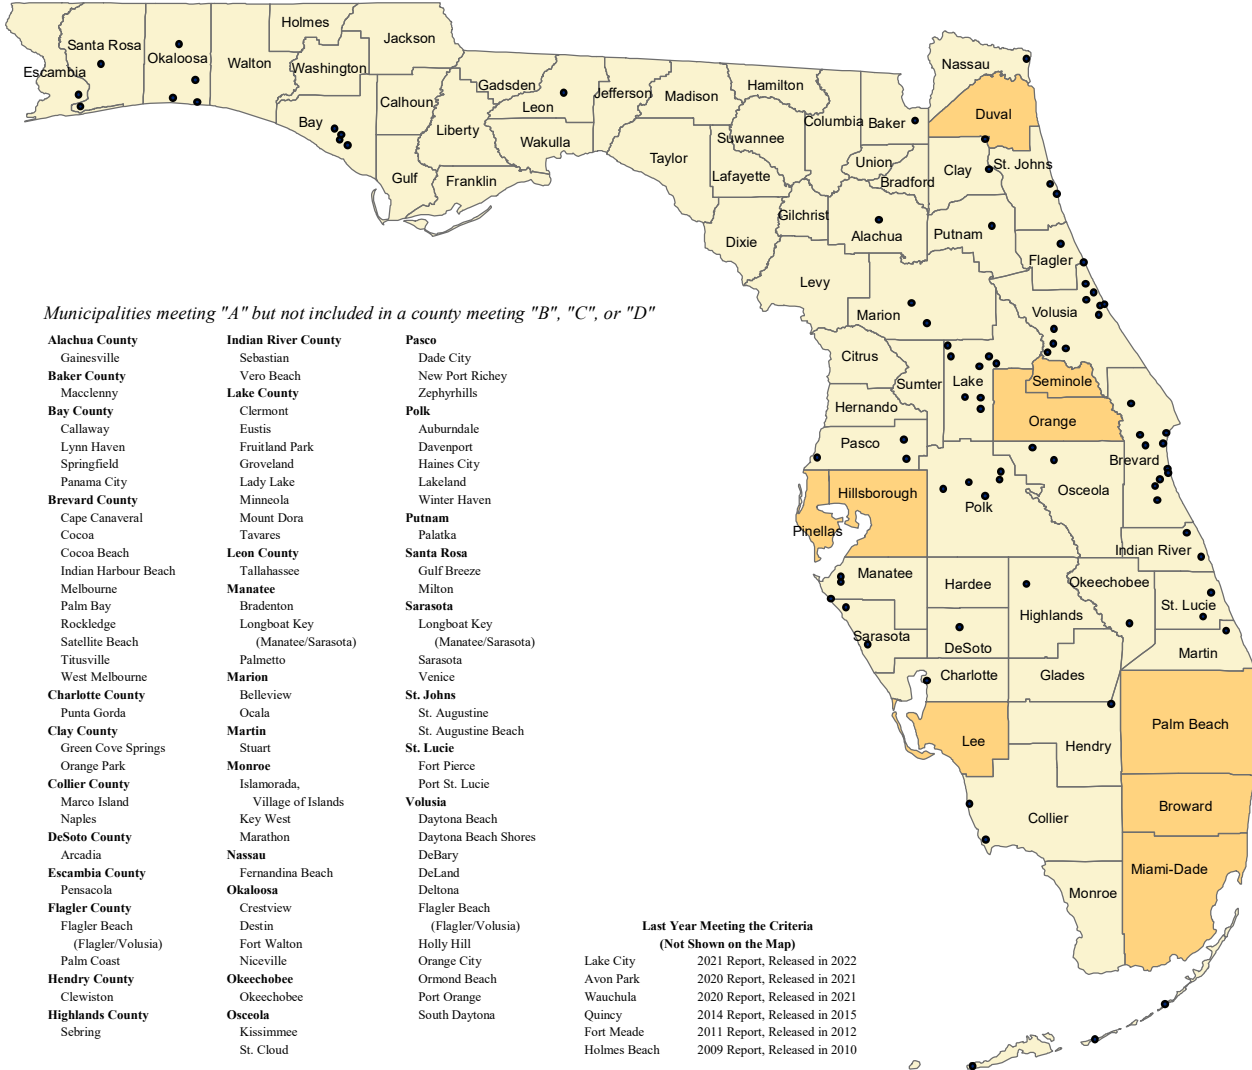 Holmes
Jackson
Santa Rosa
Okaloosa
Walton
Washington
Escambia
Nassau
Gadsden
Leon
Jefferson
Madison
Hamilton
Calhoun
Bay
Liberty
Wakulla
Taylor
Suwannee
Columbia
Baker
Duval
Gulf
Franklin
Lafayette
Union
Bradford
Clay
St. Johns
Dixie
Gilchrist
Alachua
Putnam
Flagler
Levy
Marion
Volusia
Citrus
Sumter
Lake
Seminole
Hernando
Orange
Pasco
Brevard
Hillsborough
Pinellas
Polk
Osceola
Indian River
Manatee
Hardee
Highlands
Okeechobee
St. Lucie
Sarasota
DeSoto
Martin
Charlotte
Glades
Palm Beach
Lee
Hendry
Broward
Collier
Miami-Dade
Monroe
Municipalities meeting "A" but not included in a county meeting "B", "C", or "D"
Alachua County
Gainesville
Baker County
Macclenny
Bay County
Callaway
Lynn Haven
Springfield
Panama City
Brevard County
Cape Canaveral
Cocoa
Cocoa Beach
Indian Harbour Beach
Melbourne
Palm Bay
Rockledge
Satellite Beach
Titusville
West Melbourne
Charlotte County
Punta Gorda
Clay County
Green Cove Springs
Orange Park
Collier County
Marco Island
Naples
DeSoto County
Arcadia
Escambia County
Pensacola
Flagler County
Flagler Beach
(Flagler/Volusia)
Palm Coast
Hendry County
Clewiston
Highlands County
Sebring
Indian River County
Sebastian
Vero Beach
Lake County
Clermont
Eustis
Fruitland Park
Groveland
Lady Lake
Minneola
Mount Dora
Tavares
Leon County
Tallahassee
Manatee
Bradenton
Longboat Key
(Manatee/Sarasota)
Palmetto
Marion
Belleview
Ocala
Martin
Stuart
Monroe
Islamorada,
Village of Islands
Key West
Marathon
Nassau
Fernandina Beach
Okaloosa
Crestview
Destin
Fort Walton
Niceville
Okeechobee
Okeechobee
Osceola
Kissimmee
St. Cloud
Pasco
Dade City
New Port Richey
Zephyrhills
Polk
Auburndale
Davenport
Haines City
Lakeland
Winter Haven
Putnam
Palatka
Santa Rosa
Gulf Breeze
Milton
Sarasota
Longboat Key
(Manatee/Sarasota)
Sarasota
Venice
St. Johns
St. Augustine
St. Augustine Beach
St. Lucie
Fort Pierce
Port St. Lucie
Volusia
Daytona Beach
Daytona Beach Shores
DeBary
DeLand
Deltona
Flagler Beach
(Flagler/Volusia)
Holly Hill
Orange City
Ormond Beach
Port Orange
South Daytona
Last Year Meeting the Criteria
(Not Shown on the Map)
Lake City 2021 Report, Released in 2022
Avon Park 2020 Report, Released in 2021
Wauchula 2020 Report, Released in 2021
Quincy 2014 Report, Released in 2015
Fort Meade 2011 Report, Released in 2012
Holmes Beach 2009 Report, Released in 2010